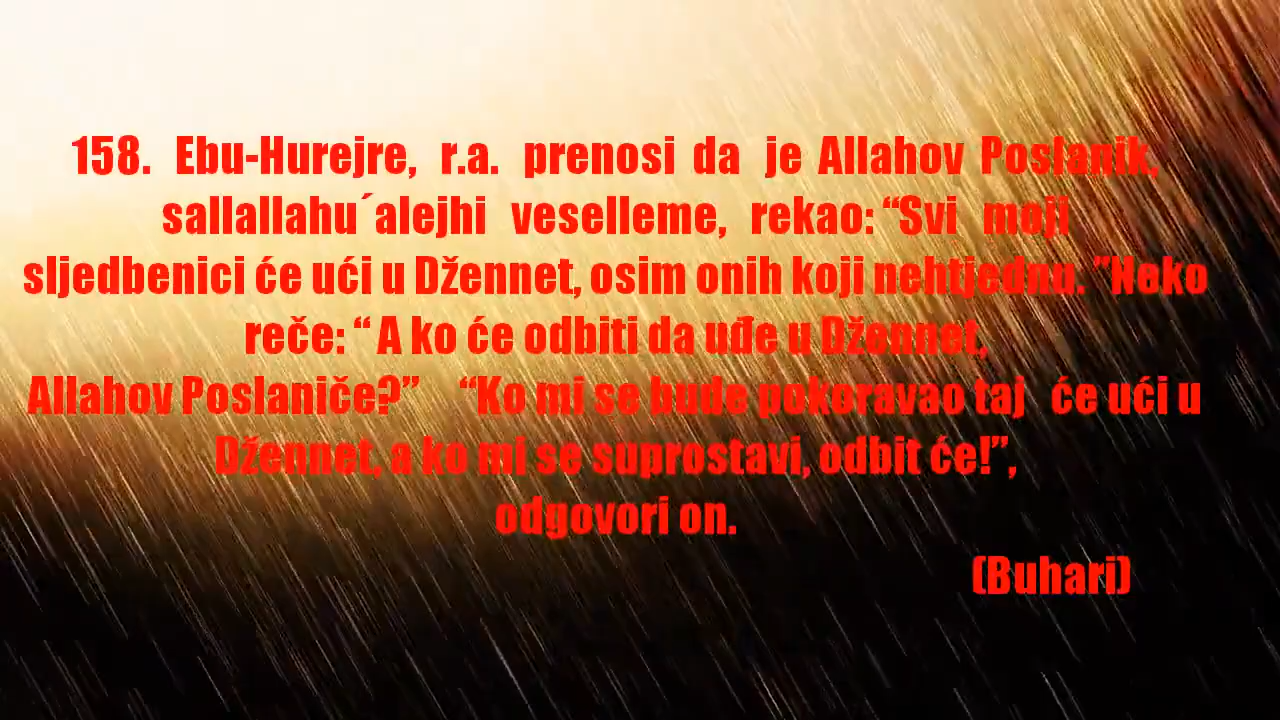 158. Ebu-Hurejre, r.a. prenosi da je Allahov Poslanik,
sallallahu´alejhi veselleme, rekao: “Svi moji
sljedbenici će ući u Džennet, osim onih koji nehtjednu. ”Neko
reče: “ A ko će odbiti da uđe u Džennet,
Allahov Poslaniče?” “Ko mi se bude pokoravao taj će ući u
Džennet, a ko mi se suprostavi, odbit će!”,
odgovori on.
(Buhari)